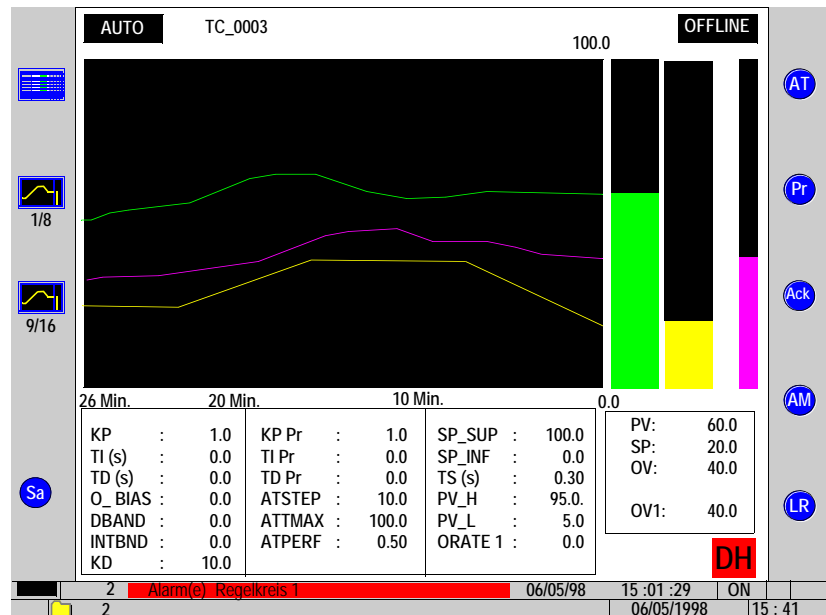 AUTO TC_0003 OFFLINE
100.0
AT
Pr
1/8
Ack
9/16
26 Min. 20 Min. 10 Min. 0.0
AM
KP : 1.0 KP Pr : 1.0 SP_SUP : 100.0 PV: 60.0
TI (s) : 0.0 TI Pr : 0.0 SP_INF : 0.0 SP: 20.0
TD (s) : 0.0 TD Pr : 0.0 TS (s) : 0.30 OV: 40.0
Sa
O_ BIAS : 0.0 ATSTEP : 10.0 PV_H : 95.0.
DBAND : 0.0 ATTMAX : 100.0 PV_L : 5.0 OV1: 40.0
LR
INTBND : 0.0 ATPERF : 0.50 ORATE 1 : 0.0
KD : 10.0
DH
2 Alarm(e) Regelkreis 1 06/05/98 15 :01 :29 ON
2 06/05/1998 15 : 41